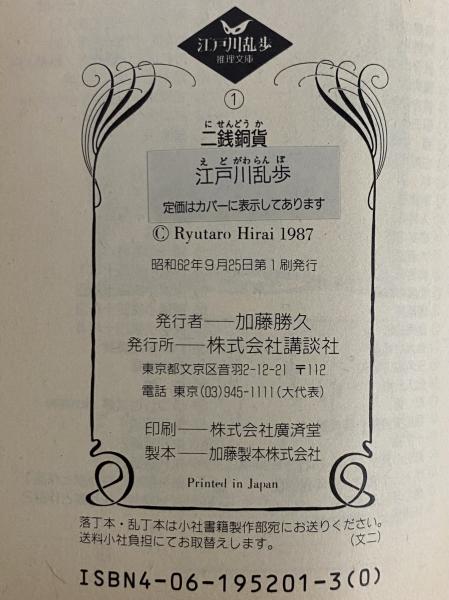 江戸川乱歩
推理文庫
①
にせんどうか
二銭銅貨
えどがわらんぽ
江戸川乱歩
定価はカバーに表示してあります
© Ryutaro Hirai 1987
昭和62年9月25日第1刷発行
発行者──加藤勝久
発行所──株式会社講談社
東京都文京区音羽2-12-21 〒112
電話 東京(03)945-1111(大代表)
印刷──株式会社廣済堂
製本──加藤製本株式会社
Printed in Japan
落丁本・乱丁本は小社書籍製作部宛にお送りください。
送料小社負担にてお取替えします。 (文二)
ISBN4-06-195201-3(0)